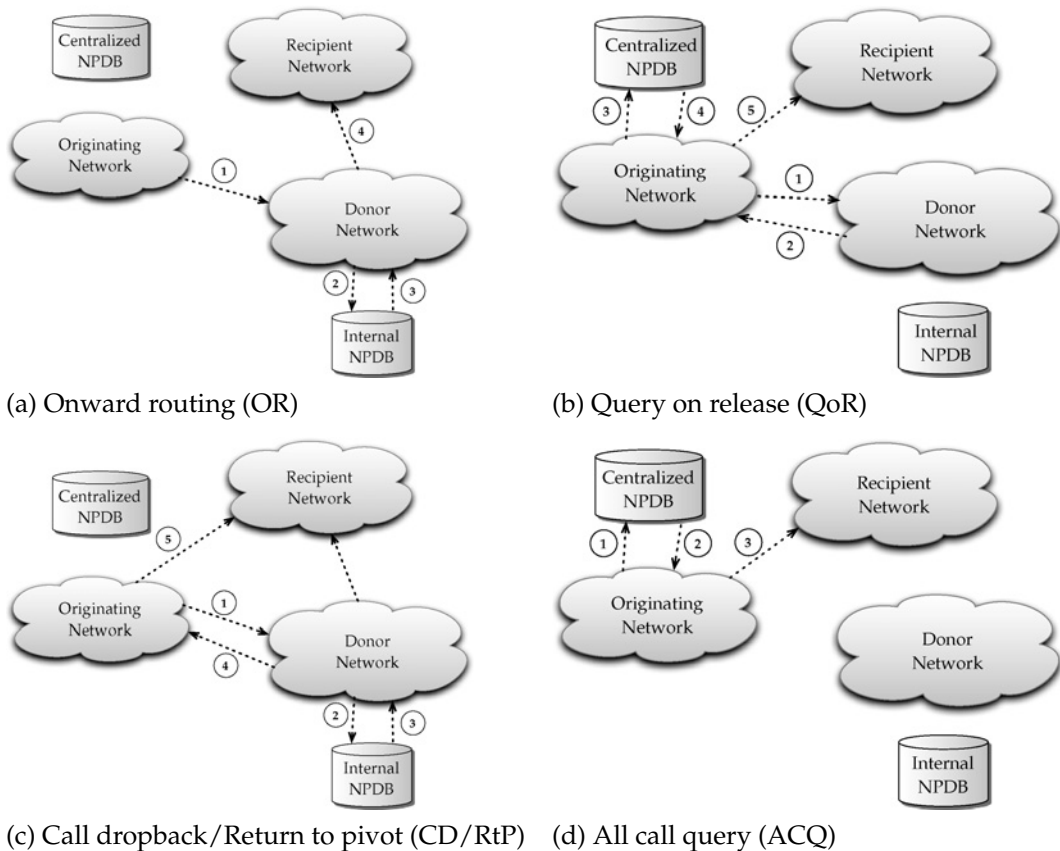 Centralized
NPDB
Recipient
Network
Originating
Network
1
4
Donor
Network
2
3
Internal
NPDB
(a) Onward routing (OR)
Centralized
NPDB
Recipient
Network
3
4
5
Originating
Network
1
2
Donor
Network
Internal
NPDB
(b) Query on release (QoR)
Centralized
NPDB
Recipient
Network
5
Originating
Network
1
4
Donor
Network
2
3
Internal
NPDB
(c) Call dropback/Return to pivot (CD/RtP)
Centralized
NPDB
Recipient
Network
1
2
3
Originating
Network
Donor
Network
Internal
NPDB
(d) All call query (ACQ)